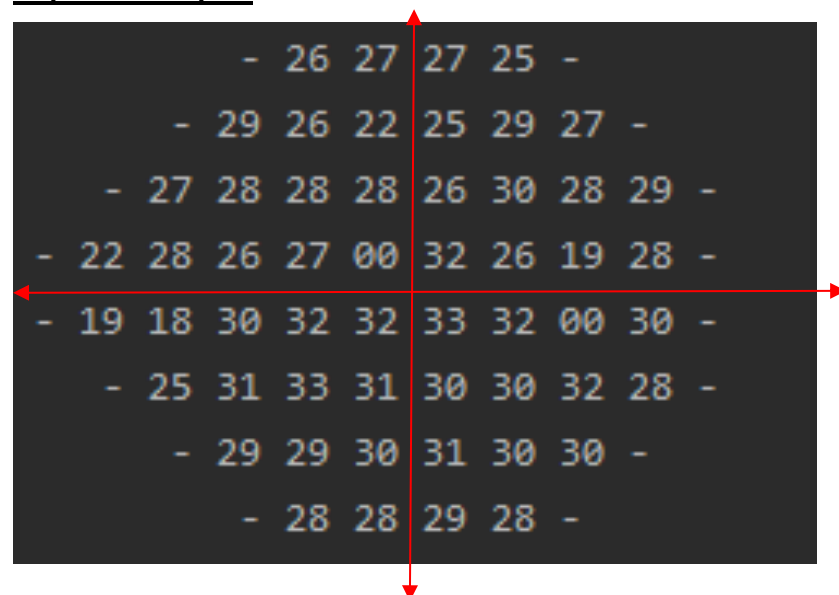 - 26 27 27 25 -
- 29 26 22 25 29 27 -
- 27 28 28 28 26 30 28 29 -
- 22 28 26 27 00 32 26 19 28 -
- 19 18 30 32 32 33 32 00 30 -
- 25 31 33 31 30 30 32 28 -
- 29 29 30 31 30 30 -
- 28 28 29 28 -